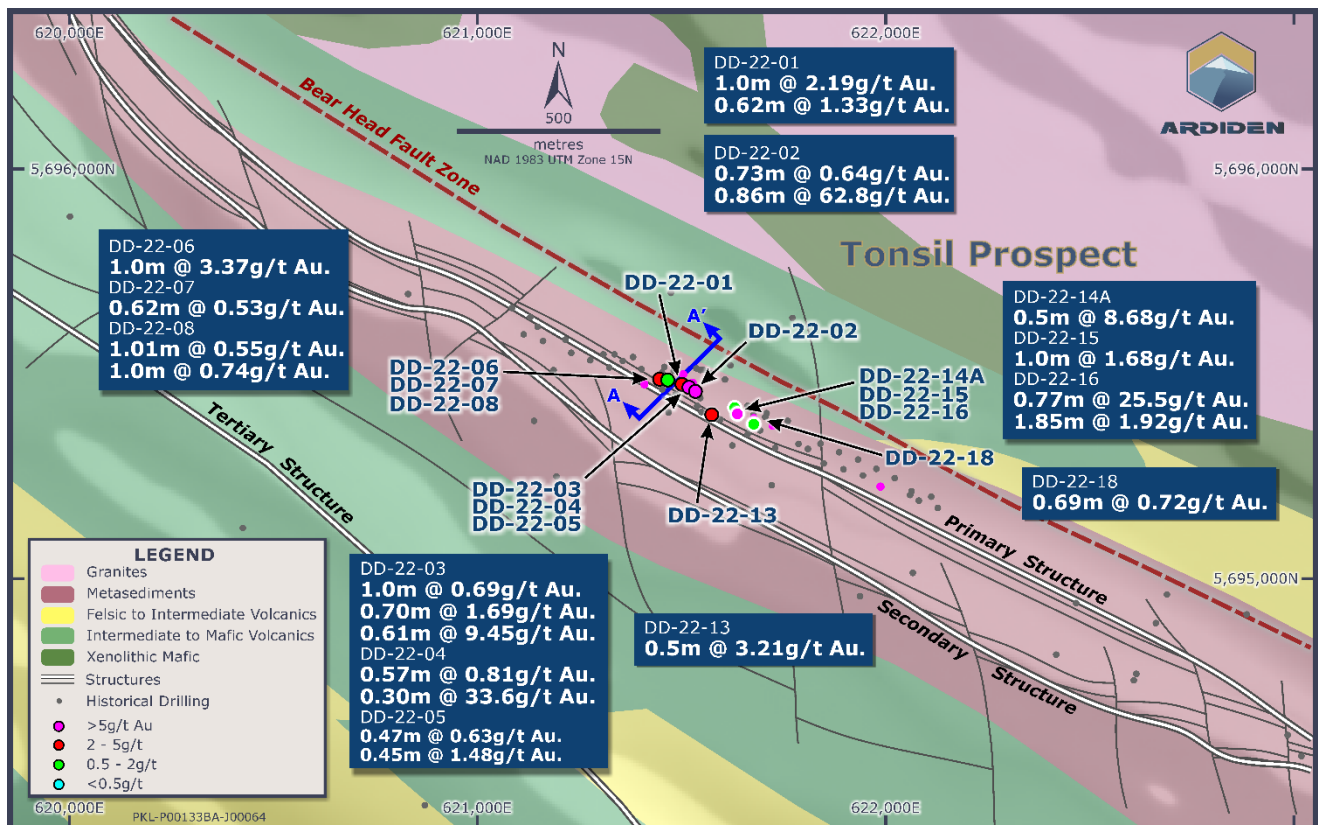 620,000E
621,000E
622,000E
N
500
metres
NAD 1983 UTM Zone 15N
ARDIDEN
Bear Head Fault Zone
5,696,000N
5,696,000N
DD-22-01
1.0m @ 2.19g/t Au.
0.62m @ 1.33g/t Au.
DD-22-02
0.73m @ 0.64g/t Au.
0.86m @ 62.8g/t Au.
Tonsil Prospect
DD-22-06
1.0m @ 3.37g/t Au.
DD-22-07
0.62m @ 0.53g/t Au.
DD-22-08
1.01m @ 0.55g/t Au.
1.0m @ 0.74g/t Au.
DD-22-01
A'
DD-22-02
DD-22-06
DD-22-07
DD-22-08
A
DD-22-14A
DD-22-15
DD-22-16
DD-22-18
DD-22-14A
0.5m @ 8.68g/t Au.
DD-22-15
1.0m @ 1.68g/t Au.
DD-22-16
0.77m @ 25.5g/t Au.
1.85m @ 1.92g/t Au.
DD-22-18
0.69m @ 0.72g/t Au.
Tertiary Structure
DD-22-03
DD-22-04
DD-22-05
DD-22-13
Primary Structure
Secondary Structure
5,695,000N
LEGEND
Granites
Metasediments
Felsic to Intermediate Volcanics
Intermediate to Mafic Volcanics
Xenolithic Mafic
Structures
Historical Drilling
>5g/t Au
2 - 5g/t
0.5 - 2g/t
<0.5g/t
DD-22-03
1.0m @ 0.69g/t Au.
0.70m @ 1.69g/t Au.
0.61m @ 9.45g/t Au.
DD-22-04
0.57m @ 0.81g/t Au.
0.30m @ 33.6g/t Au.
DD-22-05
0.47m @ 0.63g/t Au.
0.45m @ 1.48g/t Au.
DD-22-13
0.5m @ 3.21g/t Au.
620,000E
621,000E
622,000E
PKL-P00133BA-J00064